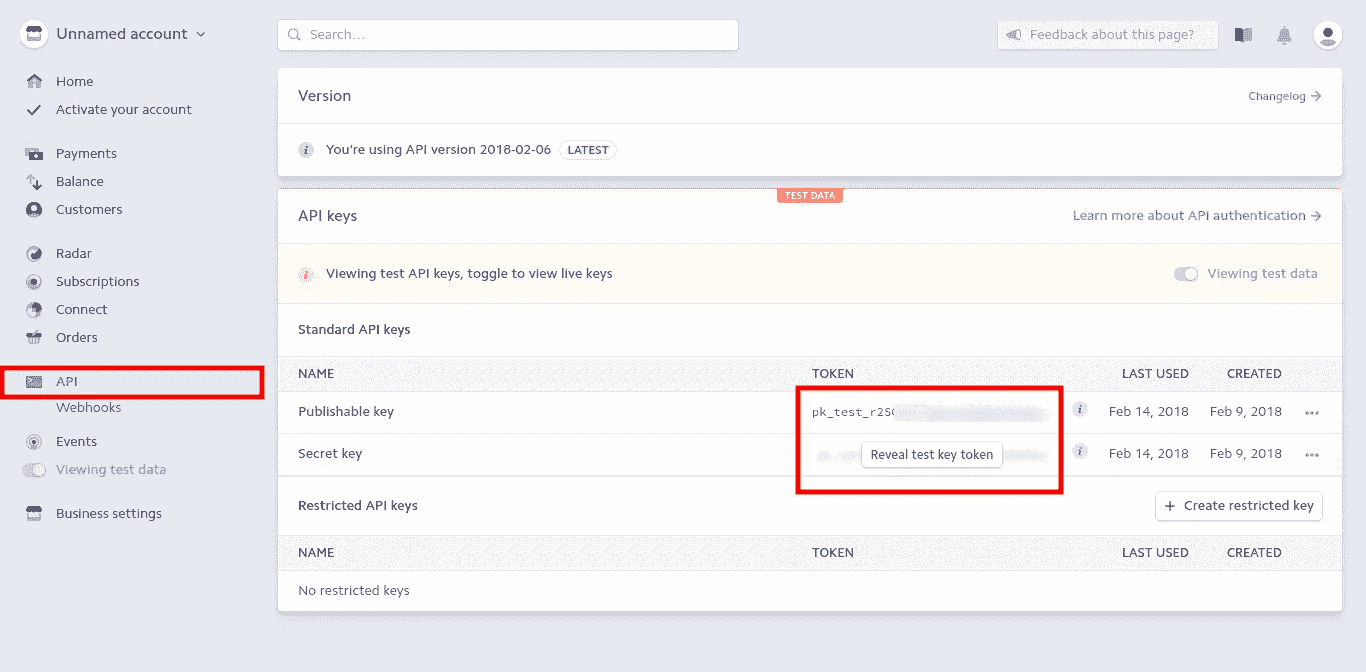 Unnamed account
Search...
Feedback about this page?
Home
Activate your account
Payments
Balance
Customers
Radar
Subscriptions
Connect
Orders
API
Webhooks
Events
Viewing test data
Business settings
Version
Changelog →
You're using API version 2018-02-06 LATEST
TEST DATA
API keys
Learn more about API authentication →
Viewing test API keys, toggle to view live keys
Viewing test data
Standard API keys
NAME TOKEN LAST USED CREATED
Publishable key pk_test_r2S Feb 14, 2018 Feb 9, 2018 •••
Secret key Reveal test key token Feb 14, 2018 Feb 9, 2018 •••
Restricted API keys
+ Create restricted key
NAME TOKEN LAST USED CREATED
No restricted keys